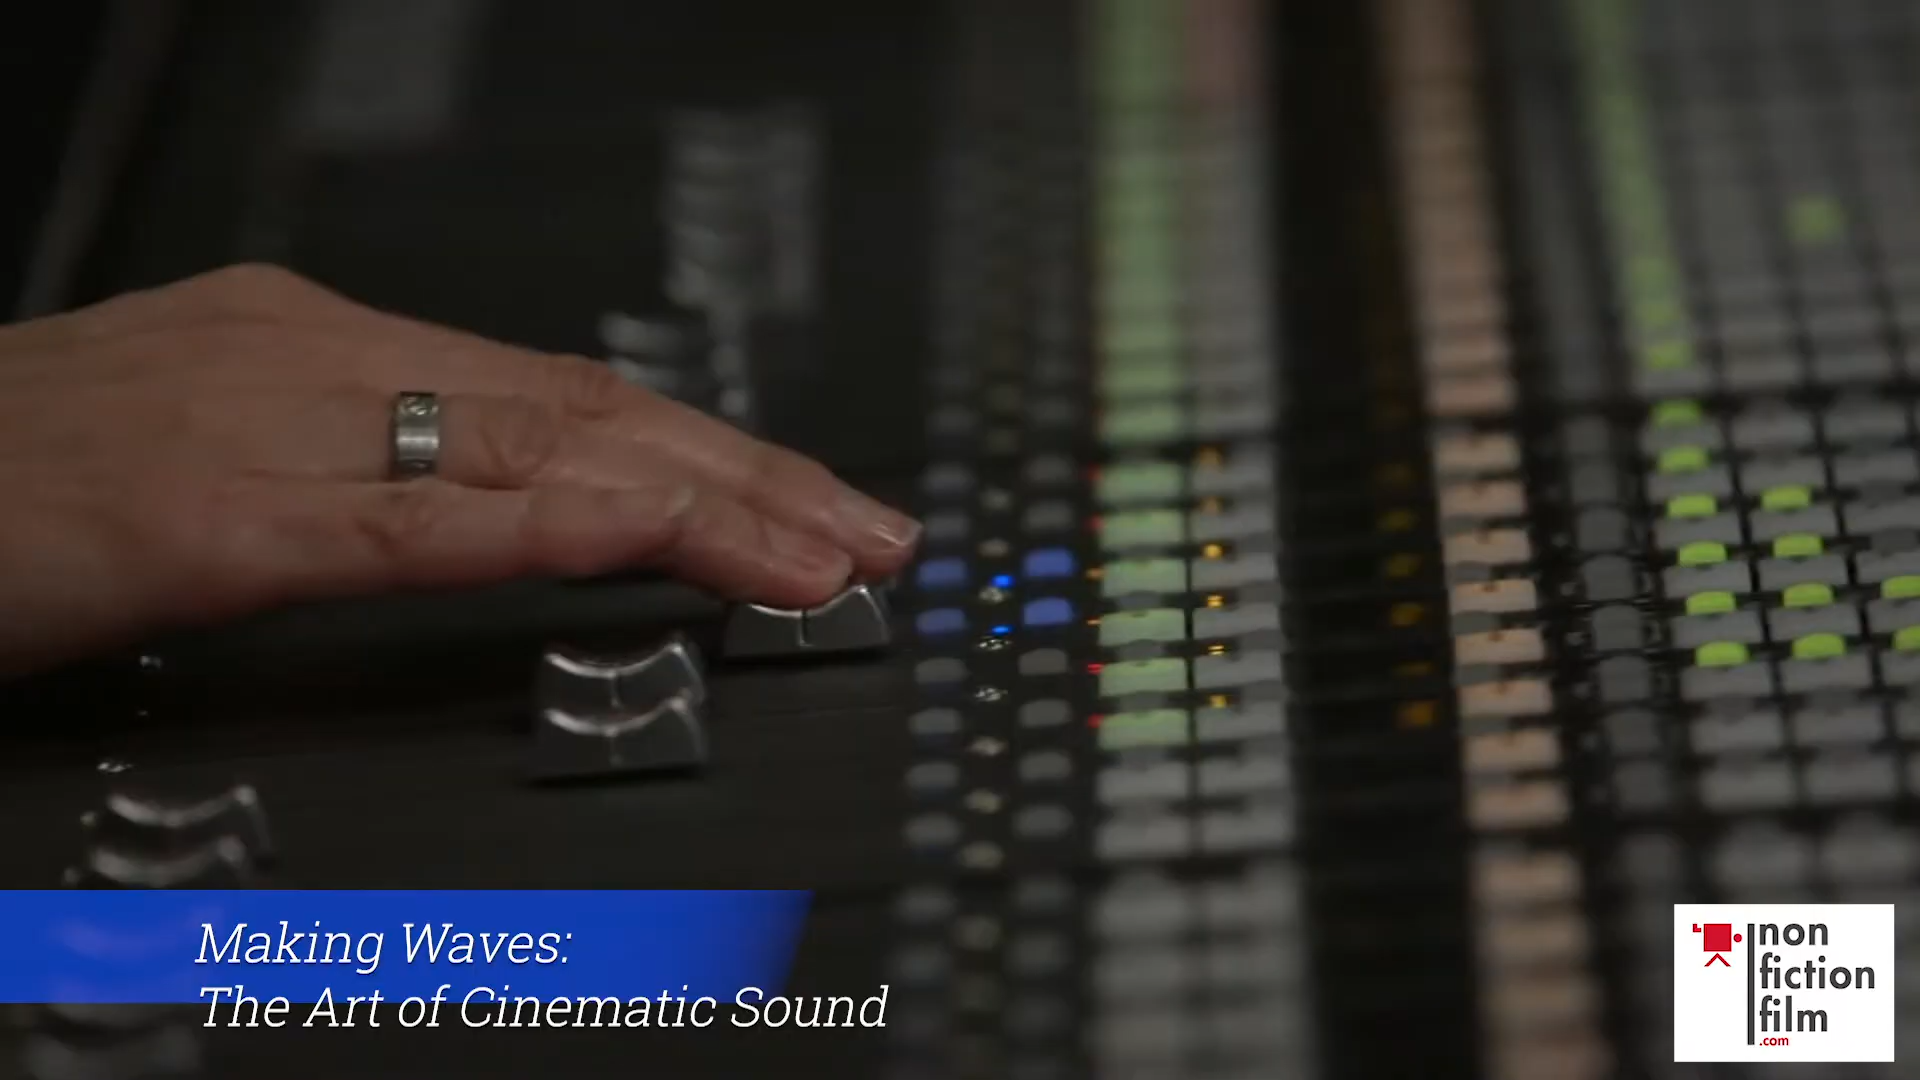 Making Waves:
The Art of Cinematic Sound
non
fiction
film
.com